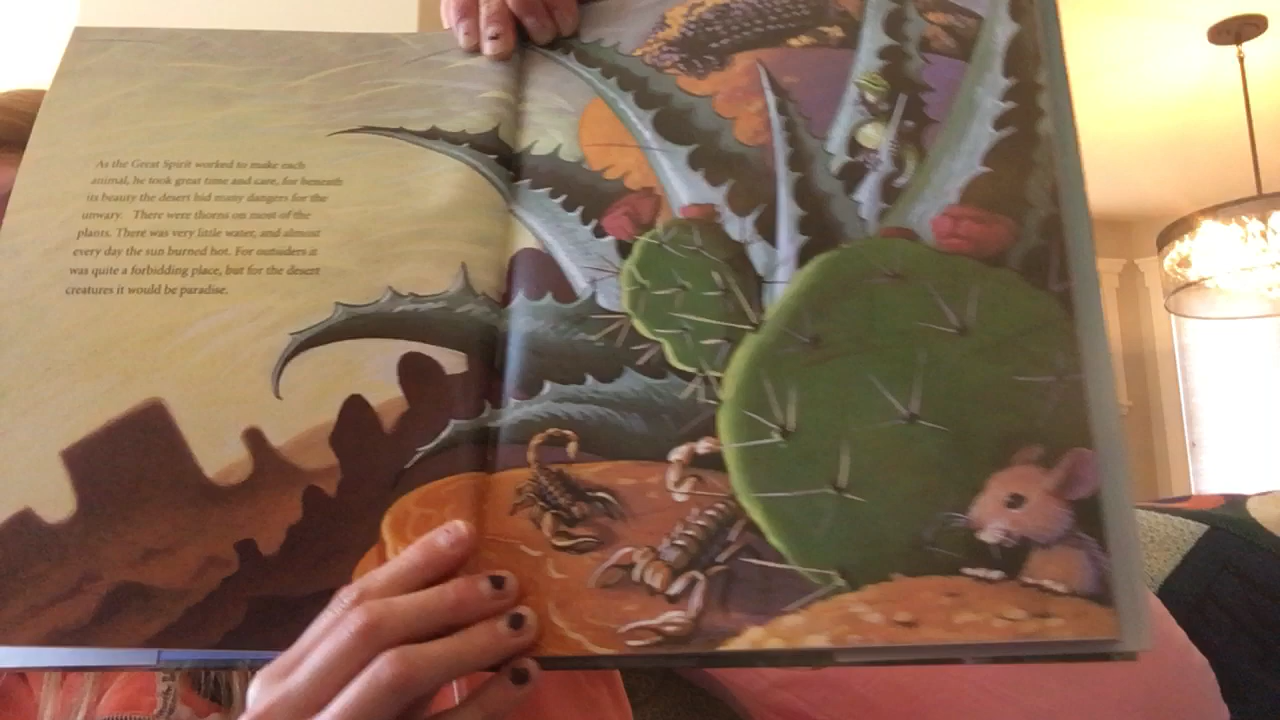 As the Great Spirit worked to make each
animal, he took great time and care, for beneath
its beauty the desert hid many dangers for the
unwary. There were thorns on most of the
plants. There was very little water, and almost
every day the sun burned hot. For outsiders it
was quite a forbidding place, but for the desert
creatures it would be paradise.